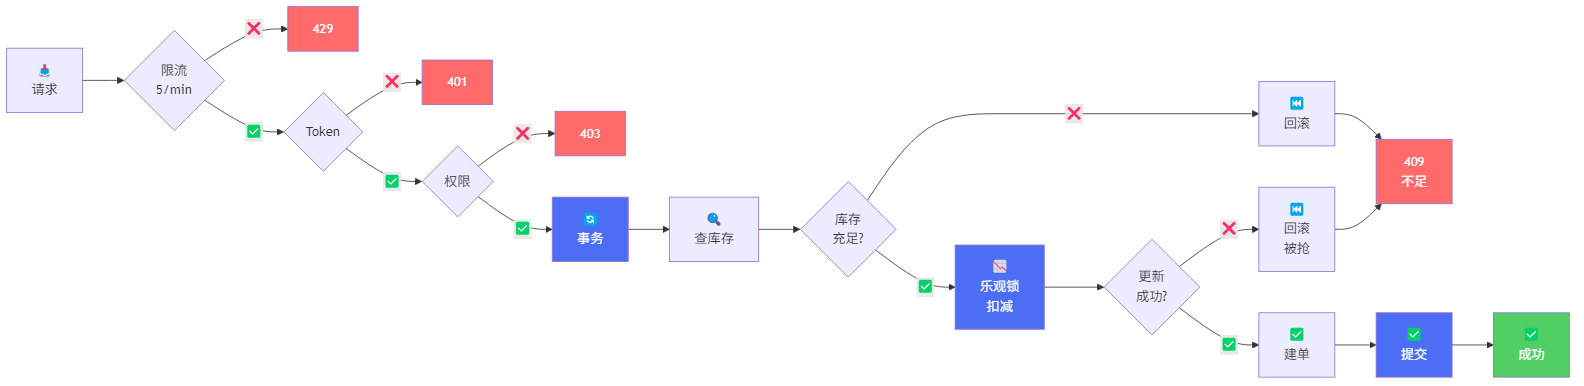 请求
限流
5/min
429
Token
401
权限
403
事务
查库存
库存
充足?
回滚
409
不足
乐观锁
扣减
更新
成功?
回滚
被抢
建单
提交
成功